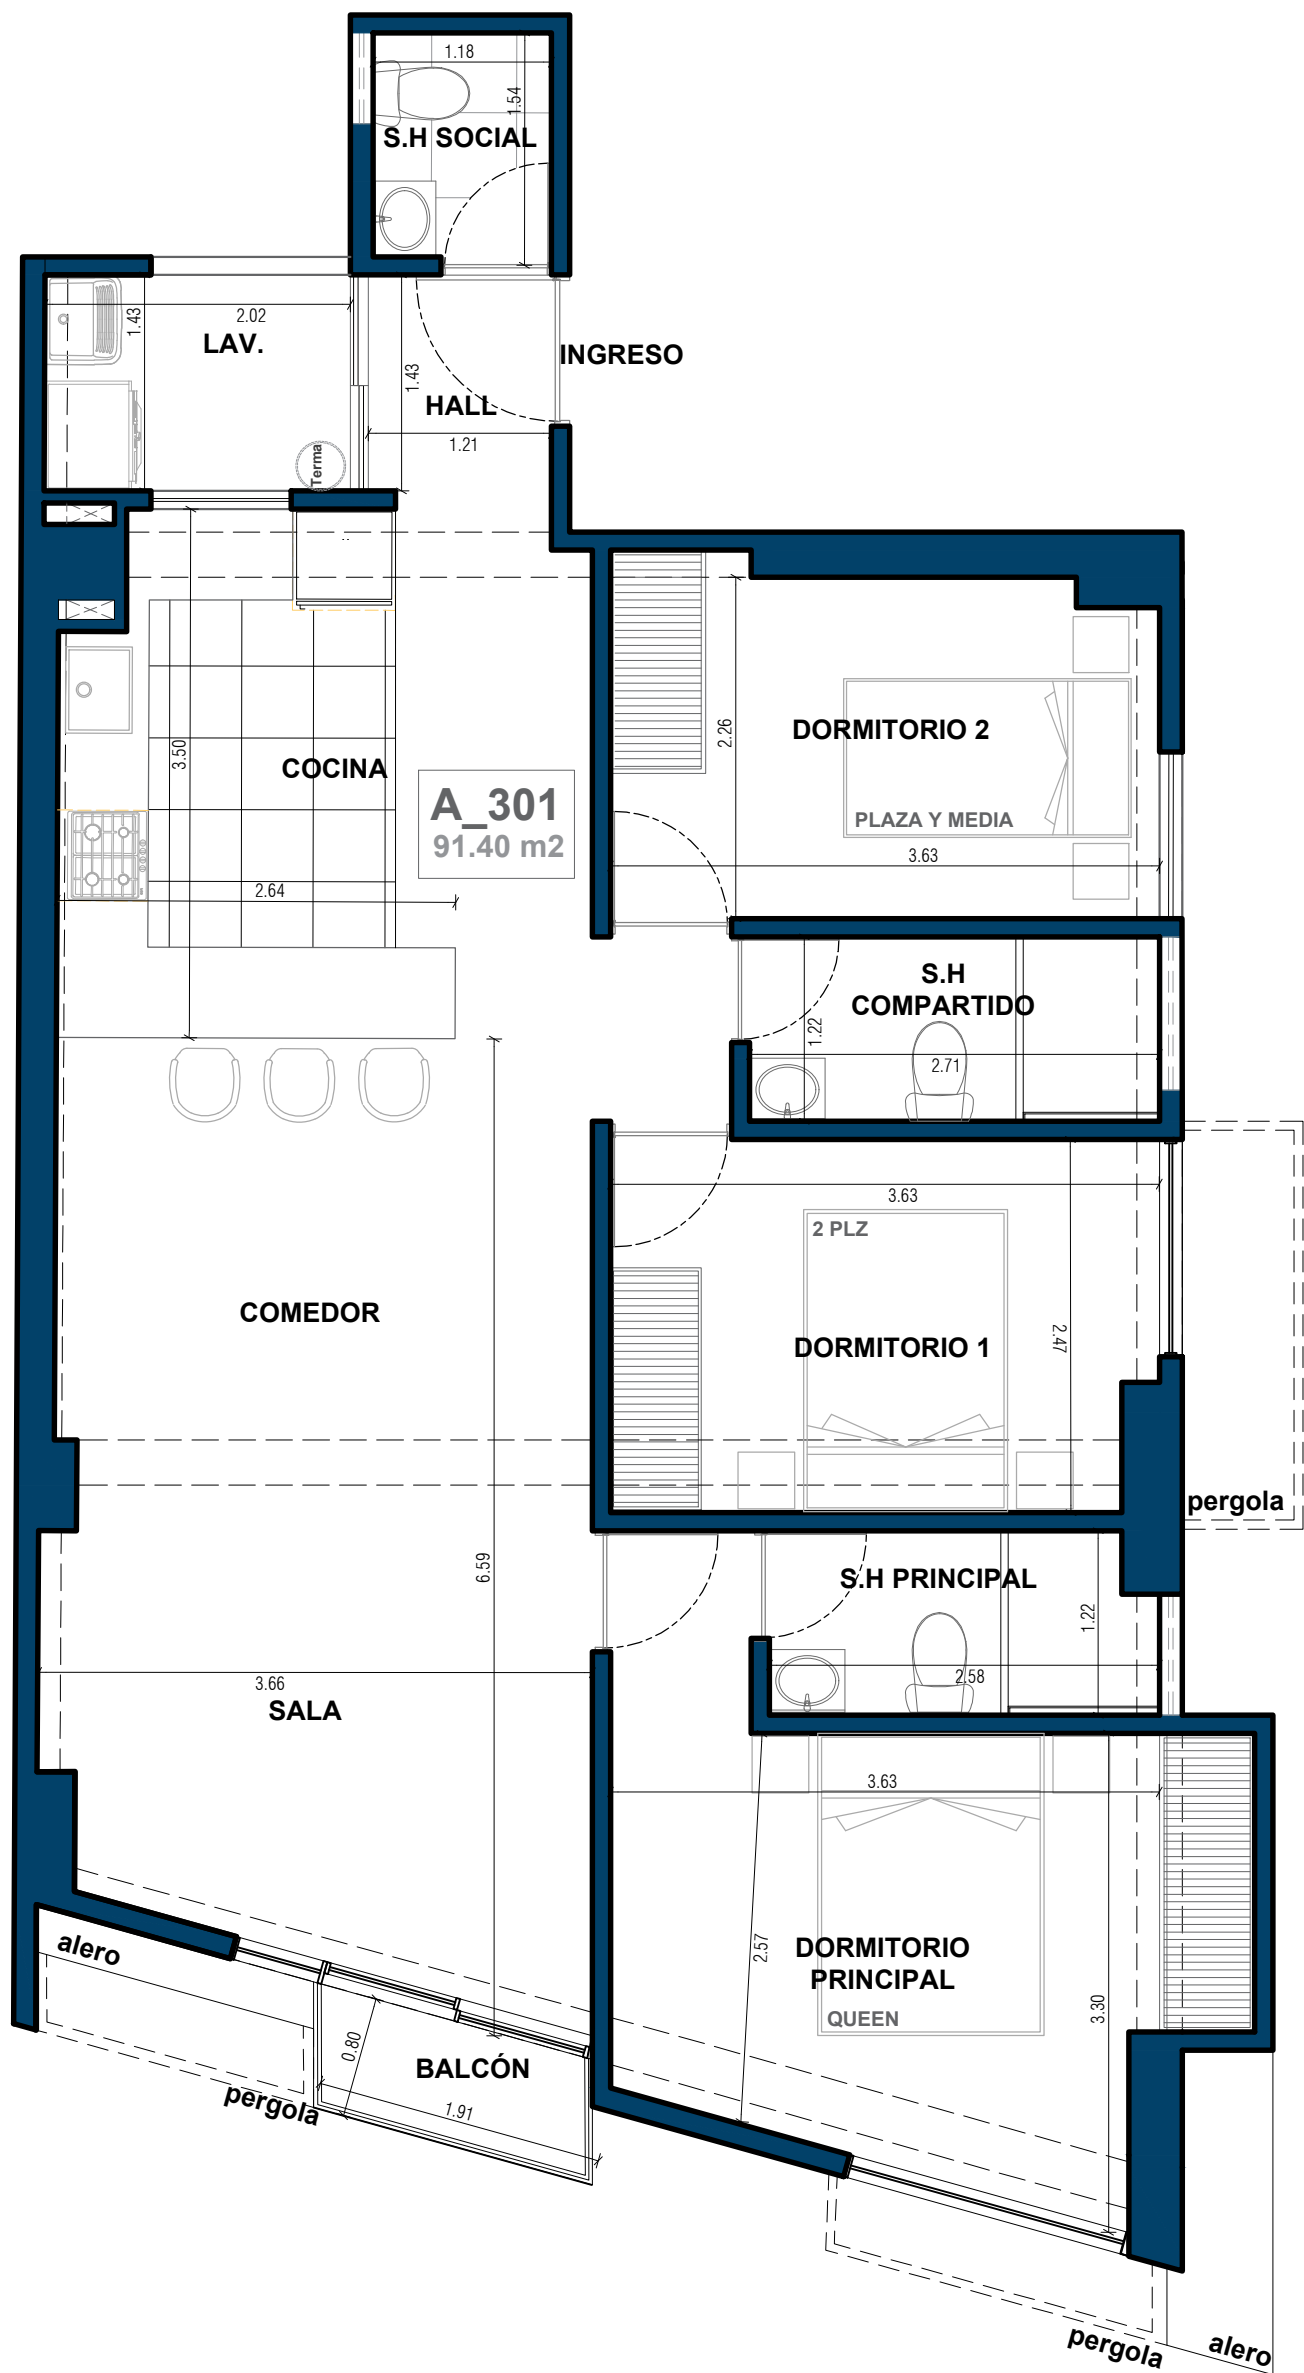 1.18
1.54
S.H SOCIAL
2.02
1.43
LAV.
INGRESO
1.43
HALL
1.21
Terma
3.50
COCINA
A_301
91.40 m2
2.64
2.26
DORMITORIO 2
PLAZA Y MEDIA
3.63
S.H
COMPARTIDO
1.22
2.71
3.63
2 PLZ
COMEDOR
DORMITORIO 1
2.47
pergola
6.59
S.H PRINCIPAL
1.22
2.58
3.66
SALA
3.63
2.57
DORMITORIO
PRINCIPAL
QUEEN
3.30
alero
0.80
BALCÓN
1.91
pergola
pergola
alero